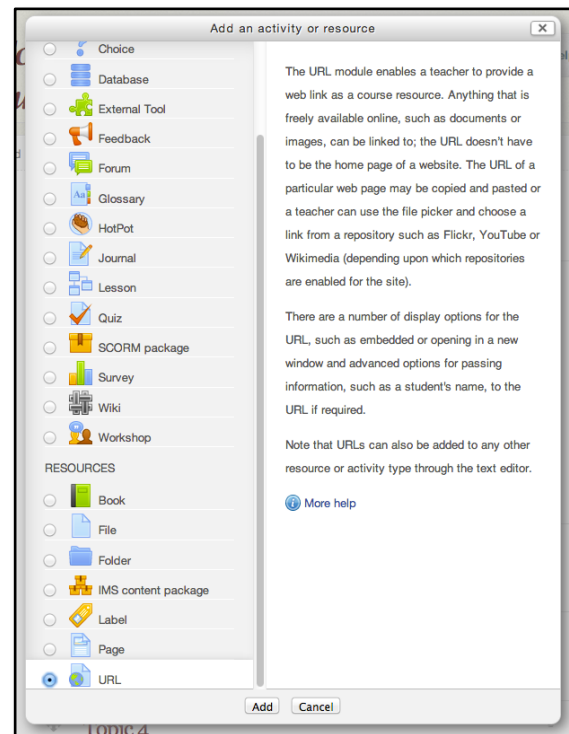 Add an activity or resource
Choice
Database
External Tool
Feedback
Forum
Glossary
HotPot
Journal
Lesson
Quiz
SCORM package
Survey
Wiki
Workshop
RESOURCES
Book
File
Folder
IMS content package
Label
Page
URL
The URL module enables a teacher to provide a
web link as a course resource. Anything that is
freely available online, such as documents or
images, can be linked to; the URL doesn't have
to be the home page of a website. The URL of a
particular web page may be copied and pasted or
a teacher can use the file picker and choose a
link from a repository such as Flickr, YouTube or
Wikimedia (depending upon which repositories
are enabled for the site).
There are a number of display options for the
URL, such as embedded or opening in a new
window and advanced options for passing
information, such as a student's name, to the
URL if required.
Note that URLs can also be added to any other
resource or activity type through the text editor.
More help
Add Cancel
Topic 4